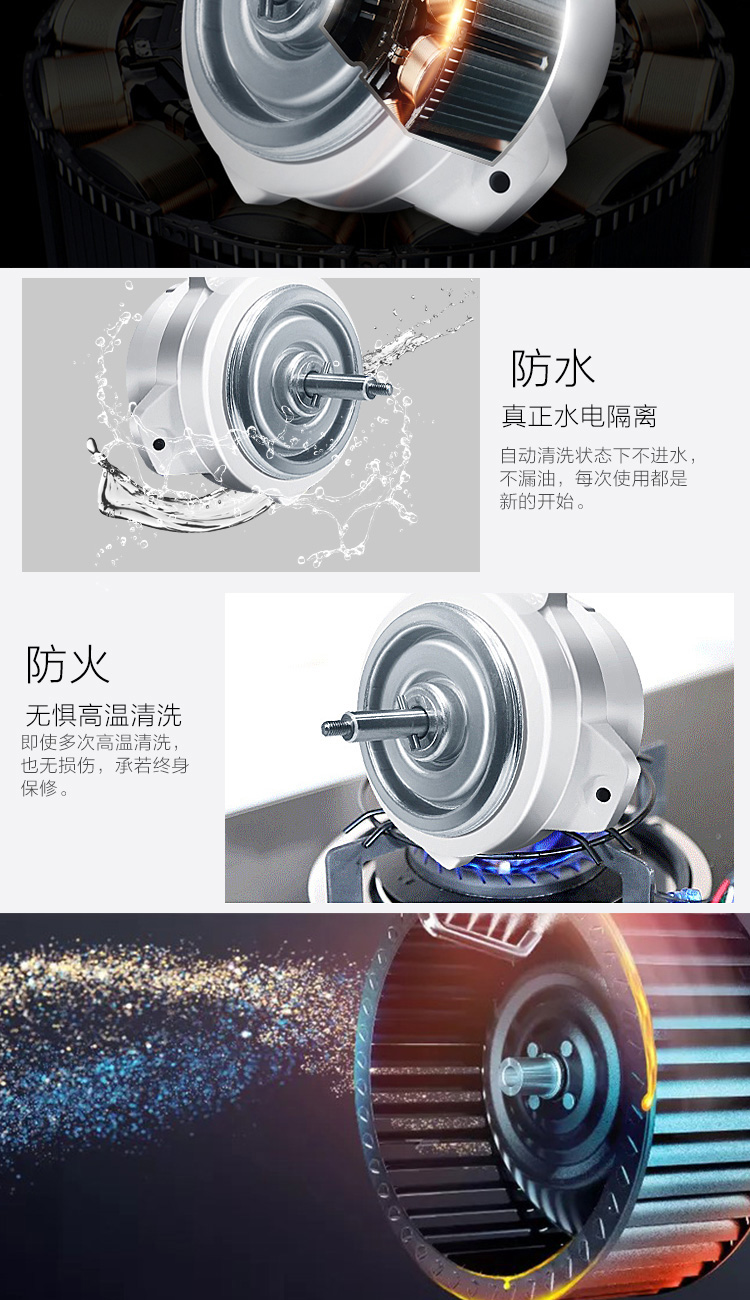 防水
真正水电隔离
自动清洗状态下不进水，
不漏油，每次使用都是
新的开始。
防火
无惧高温清洗
即使多次高温清洗，
也无损伤，承若终身
保修。